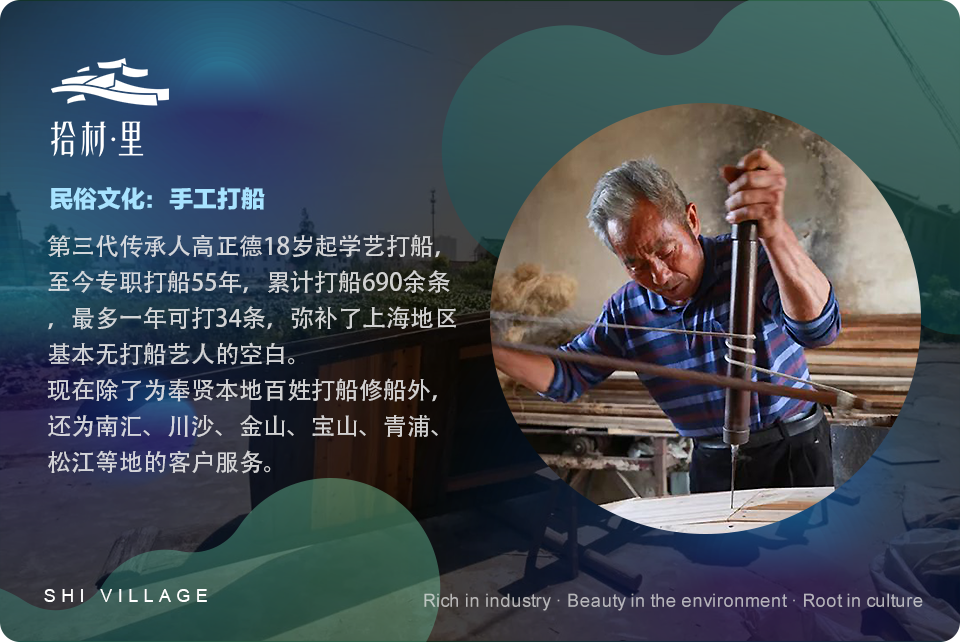 拾村·里
民俗文化：手工打船
第三代传承人高正德18岁起学艺打船，
至今专职打船55年，累计打船690余条
，最多一年可打34条，弥补了上海地区
基本无打船艺人的空白。
现在除了为奉贤本地百姓打船修船外，
还为南汇、川沙、金山、宝山、青浦、
松江等地的客户服务。
SHI VILLAGE
Rich in industry · Beauty in the environment · Root in culture